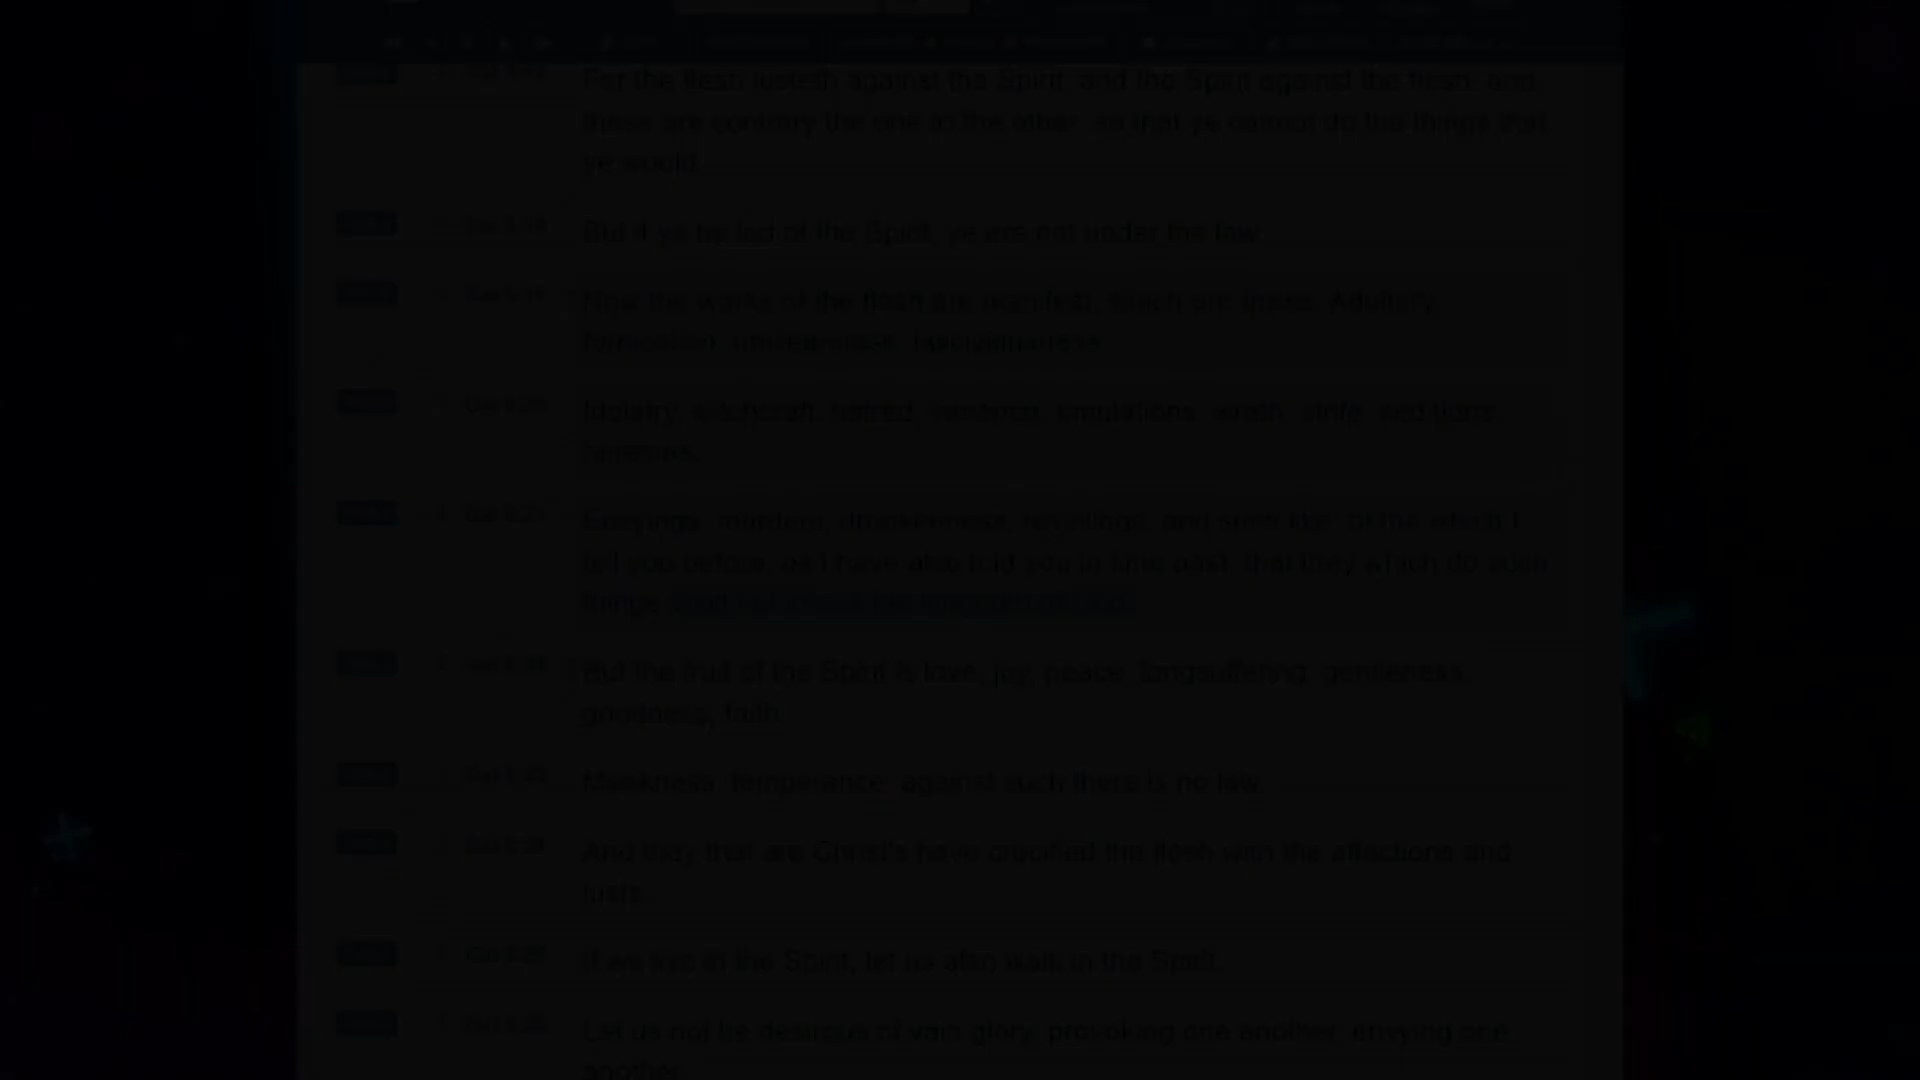 For the flesh lusteth against the Spirit, and the Spirit against the flesh: and
these are contrary the one to the other: so that ye cannot do the things that
ye would.
But if ye be led of the Spirit, ye are not under the law.
Now the works of the flesh are manifest, which are these; Adultery,
fornication, uncleanness, lasciviousness,
Idolatry, witchcraft, hatred, variance, emulations, wrath, strife, seditions,
heresies,
Envyings, murders, drunkenness, revellings, and such like: of the which I
tell you before, as I have also told you in time past, that they which do such
things shall not inherit the kingdom of God.
But the fruit of the Spirit is love, joy, peace, longsuffering, gentleness,
goodness, faith,
Meekness, temperance: against such there is no law.
And they that are Christ's have crucified the flesh with the affections and
lusts.
If we live in the Spirit, let us also walk in the Spirit.
Let us not be desirous of vain glory, provoking one another, envying one
another.